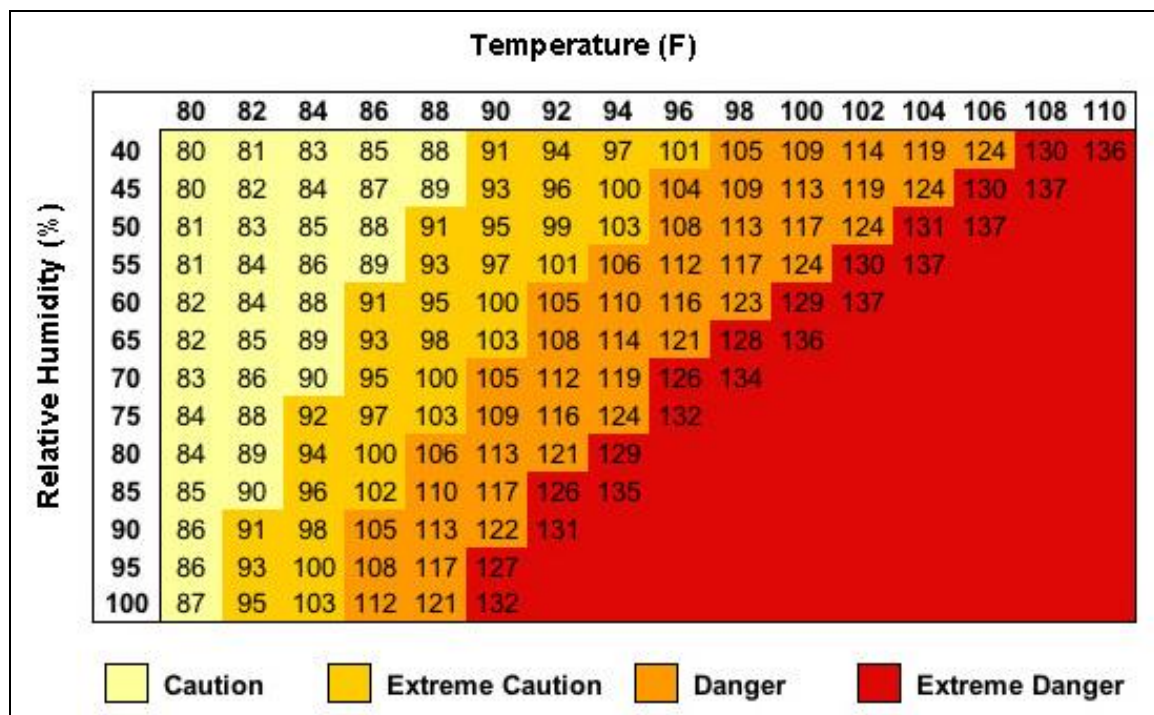 Temperature (F)
80 82 84 86 88 90 92 94 96 98 100 102 104 106 108 110
Relative Humidity (%)
40 80 81 83 85 88 91 94 97 101 105 109 114 119 124 130 136
45 80 82 84 87 89 93 96 100 104 109 113 119 124 130 137
50 81 83 85 88 91 95 99 103 108 113 117 124 131 137
55 81 84 86 89 93 97 101 106 112 117 124 130 137
60 82 84 88 91 95 100 105 110 116 123 129 137
65 82 85 89 93 98 103 108 114 121 128 136
70 83 86 90 95 100 105 112 119 126 134
75 84 88 92 97 103 109 116 124 132
80 84 89 94 100 106 113 121 129
85 85 90 96 102 110 117 126 135
90 86 91 98 105 113 122 131
95 86 93 100 108 117 127
100 87 95 103 112 121 132
Caution Extreme Caution Danger Extreme Danger